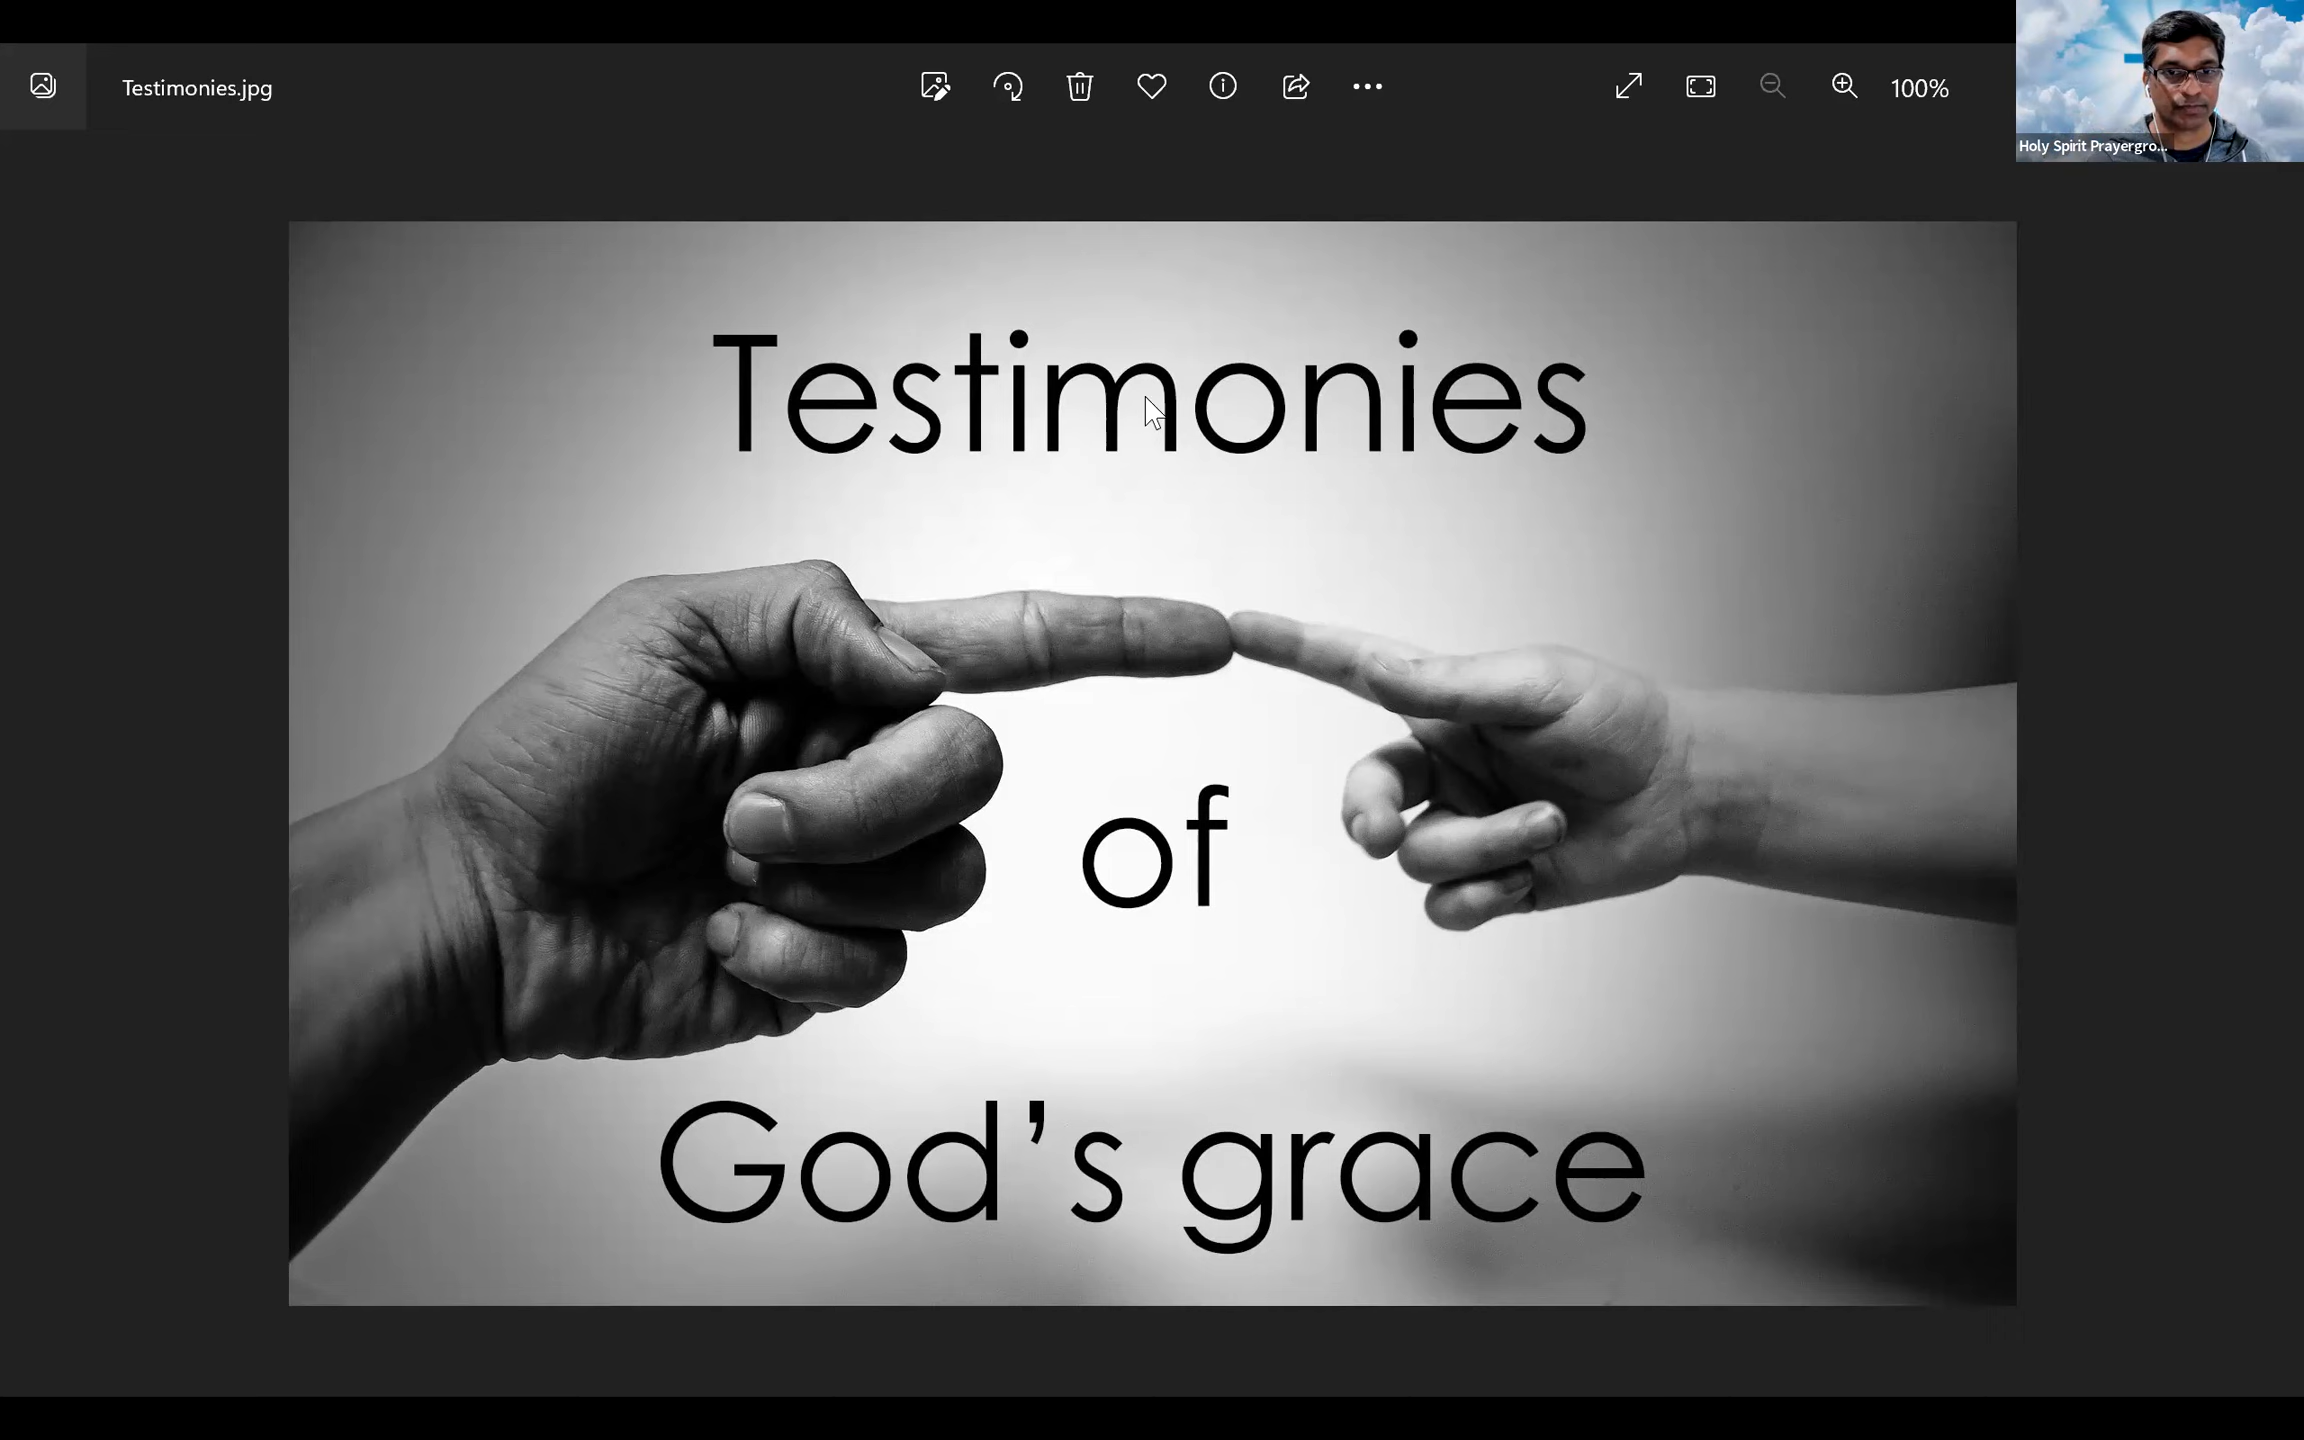 Testimonies.jpg
100%
Holy Spirit Prayergro...
Testimonies
of
God's grace